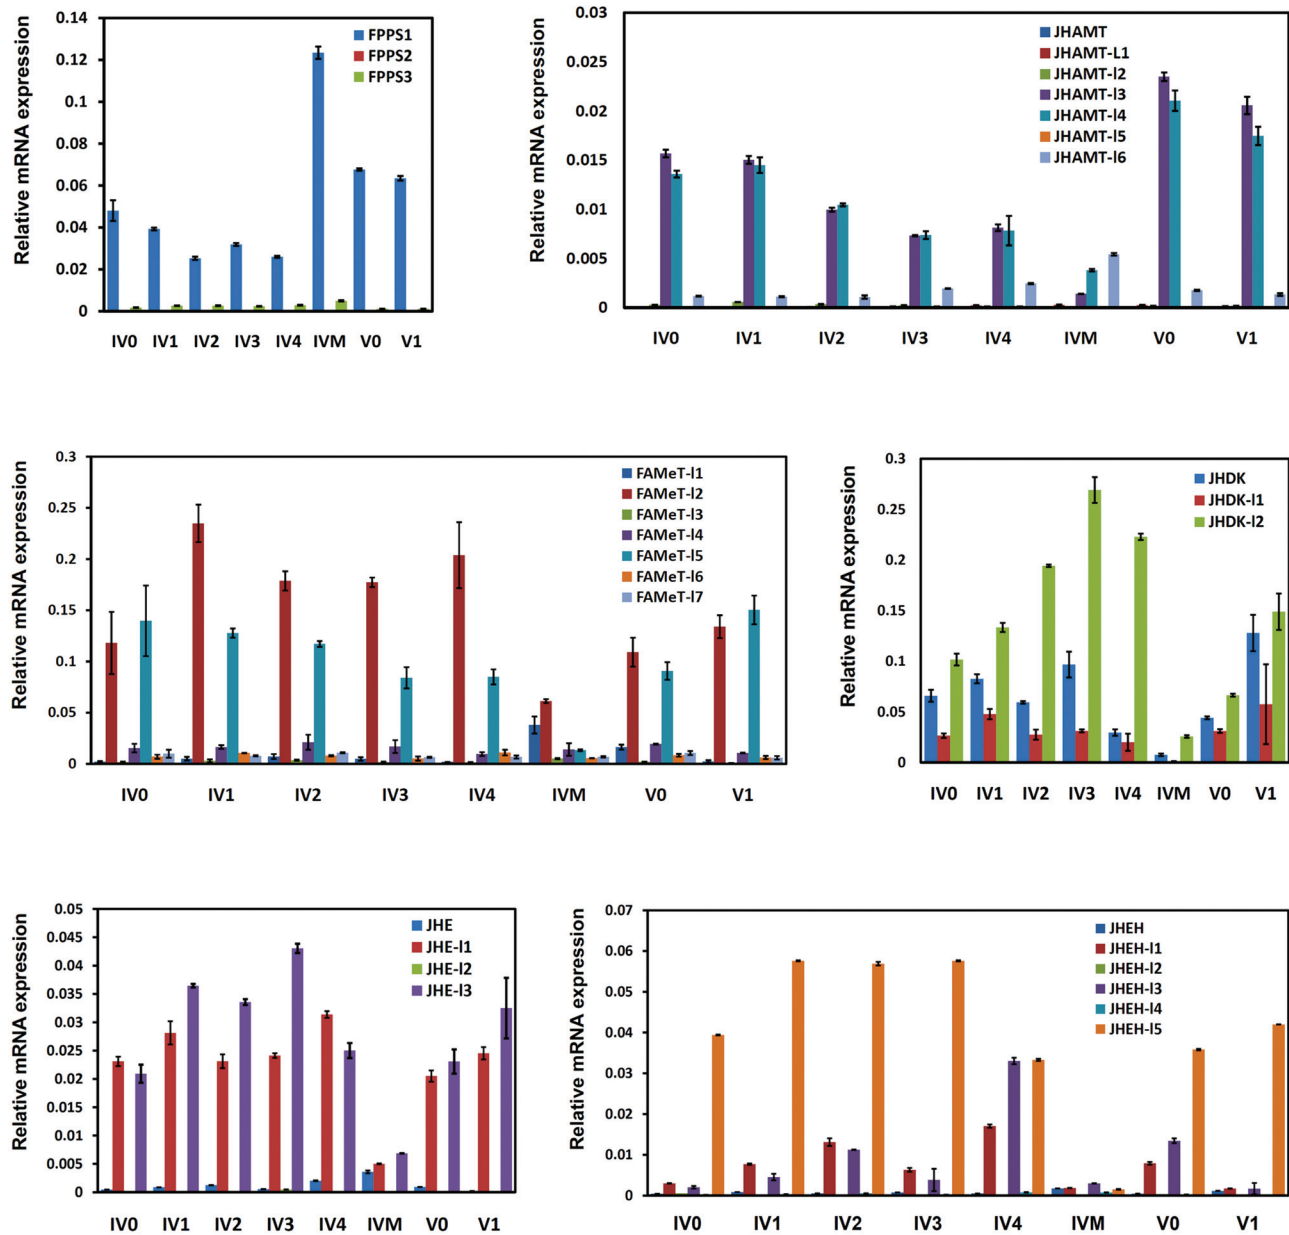 Relative mRNA expression
0.14
0.12
0.1
0.08
0.06
0.04
0.02
0
FPPS1
FPPS2
FPPS3
IV0 IV1 IV2 IV3 IV4 IVM V0 V1
Relative mRNA expression
0.03
0.025
0.02
0.015
0.01
0.005
0
JHAMT
JHAMT-L1
JHAMT-l2
JHAMT-l3
JHAMT-l4
JHAMT-l5
JHAMT-l6
IV0 IV1 IV2 IV3 IV4 IVM V0 V1
Relative mRNA expression
0.3
0.25
0.2
0.15
0.1
0.05
0
FAMeT-l1
FAMeT-l2
FAMeT-l3
FAMeT-l4
FAMeT-l5
FAMeT-l6
FAMeT-l7
IV0 IV1 IV2 IV3 IV4 IVM V0 V1
Relative mRNA expression
0.3
0.25
0.2
0.15
0.1
0.05
0
JHDK
JHDK-l1
JHDK-l2
IV0 IV1 IV2 IV3 IV4 IVM V0 V1
Relative mRNA expression
0.05
0.045
0.04
0.035
0.03
0.025
0.02
0.015
0.01
0.005
0
JHE
JHE-l1
JHE-l2
JHE-l3
IV0 IV1 IV2 IV3 IV4 IVM V0 V1
Relative mRNA expression
0.07
0.06
0.05
0.04
0.03
0.02
0.01
0
JHEH
JHEH-l1
JHEH-l2
JHEH-l3
JHEH-l4
JHEH-l5
IV0 IV1 IV2 IV3 IV4 IVM V0 V1